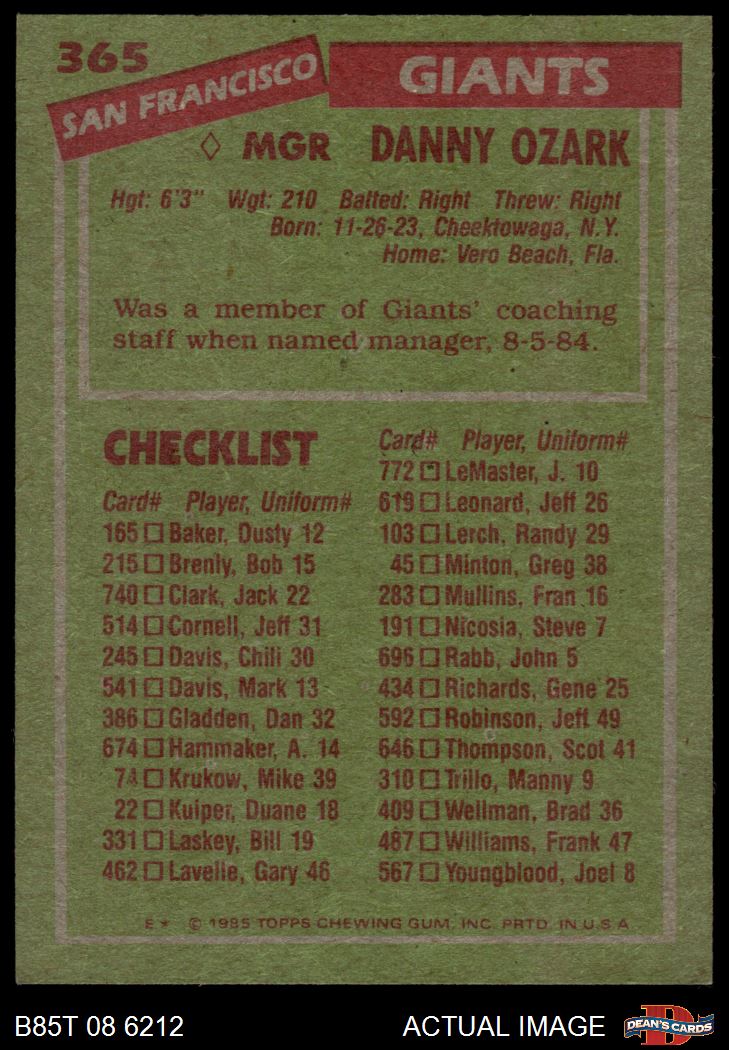 365
SAN FRANCISCO
GIANTS
◊ MGR DANNY OZARK
Hgt: 6'3" Wgt: 210 Batted: Right Threw: Right
Born: 11-26-23, Cheektowaga, N.Y.
Home: Vero Beach, Fla.
Was a member of Giants' coaching
staff when named manager, 8-5-84.
CHECKLIST
Card# Player, Uniform#
165 □ Baker, Dusty 12
215 □ Brenly, Bob 15
740 □ Clark, Jack 22
514 □ Cornell, Jeff 31
245 □ Davis, Chili 30
541 □ Davis, Mark 13
386 □ Gladden, Dan 32
674 □ Hammaker, A. 14
74 □ Krukow, Mike 39
22 □ Kuiper, Duane 18
331 □ Laskey, Bill 19
462 □ Lavelle, Gary 46
Card# Player, Uniform#
772 □ LeMaster, J. 10
619 □ Leonard, Jeff 26
103 □ Lerch, Randy 29
45 □ Minton, Greg 38
283 □ Mullins, Fran 16
191 □ Nicosia, Steve 7
696 □ Rabb, John 5
434 □ Richards, Gene 25
592 □ Robinson, Jeff 49
646 □ Thompson, Scot 41
310 □ Trillo, Manny 9
409 □ Wellman, Brad 36
487 □ Williams, Frank 47
567 □ Youngblood, Joel 8
E* © 1985 TOPPS CHEWING GUM, INC. PRTD. IN U.S.A
B85T 08 6212
ACTUAL IMAGE
D
DEAN'S CARDS